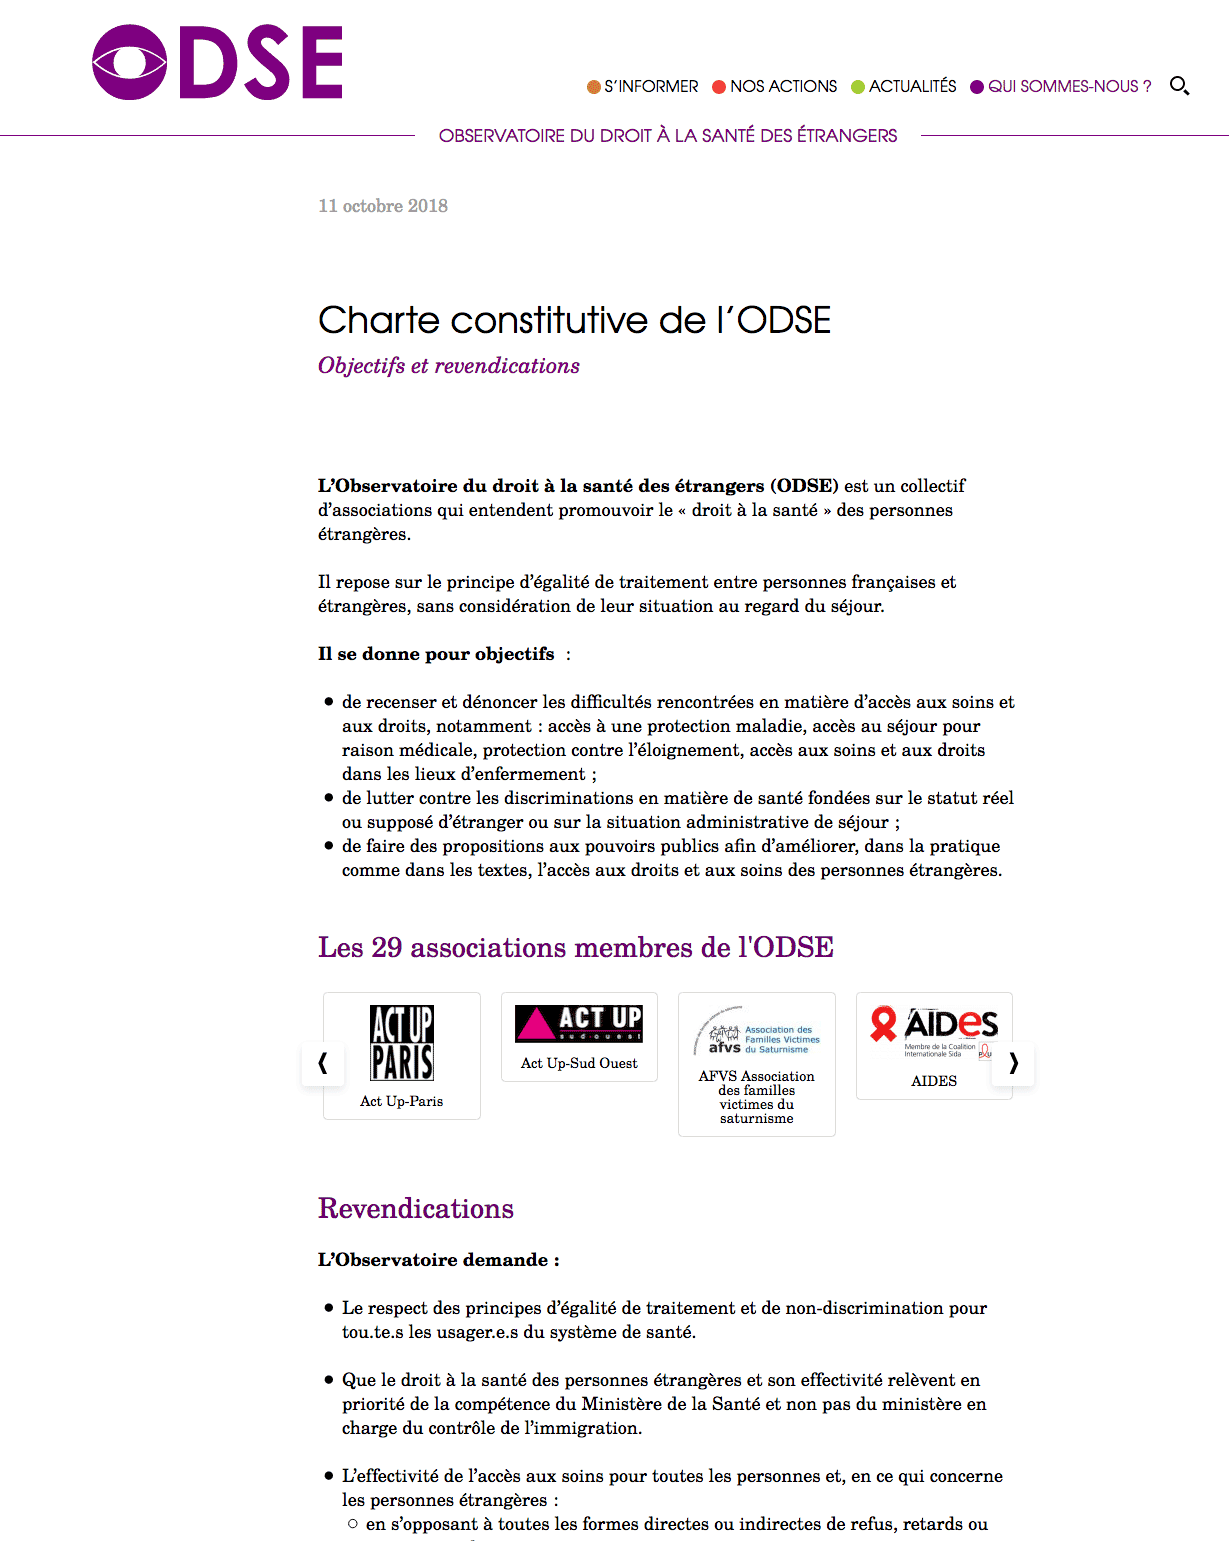 ODSE
S’INFORMER NOS ACTIONS ACTUALITÉS QUI SOMMES-NOUS ?
OBSERVATOIRE DU DROIT À LA SANTÉ DES ÉTRANGERS
11 octobre 2018
Charte constitutive de l’ODSE
Objectifs et revendications
L’Observatoire du droit à la santé des étrangers (ODSE) est un collectif
d’associations qui entendent promouvoir le « droit à la santé » des personnes
étrangères.
Il repose sur le principe d’égalité de traitement entre personnes françaises et
étrangères, sans considération de leur situation au regard du séjour.
Il se donne pour objectifs :
de recenser et dénoncer les difficultés rencontrées en matière d’accès aux soins et
aux droits, notamment : accès à une protection maladie, accès au séjour pour
raison médicale, protection contre l’éloignement, accès aux soins et aux droits
dans les lieux d’enfermement ;
de lutter contre les discriminations en matière de santé fondées sur le statut réel
ou supposé d’étranger ou sur la situation administrative de séjour ;
de faire des propositions aux pouvoirs publics afin d’améliorer, dans la pratique
comme dans les textes, l’accès aux droits et aux soins des personnes étrangères.
Les 29 associations membres de l'ODSE
ACT UP
PARIS
Act Up-Paris
ACT UP
sud-ouest
Act Up-Sud Ouest
afvs
Association des
Familles Victimes
du Saturnisme
AFVS Association
des familles
victimes du
saturnisme
AIDES
Membre de la Coalition
Internationale Sida
AIDES
Revendications
L’Observatoire demande :
Le respect des principes d’égalité de traitement et de non-discrimination pour
tou.te.s les usager.e.s du système de santé.
Que le droit à la santé des personnes étrangères et son effectivité relèvent en
priorité de la compétence du Ministère de la Santé et non pas du ministère en
charge du contrôle de l’immigration.
L’effectivité de l’accès aux soins pour toutes les personnes et, en ce qui concerne
les personnes étrangères :
en s’opposant à toutes les formes directes ou indirectes de refus, retards ou